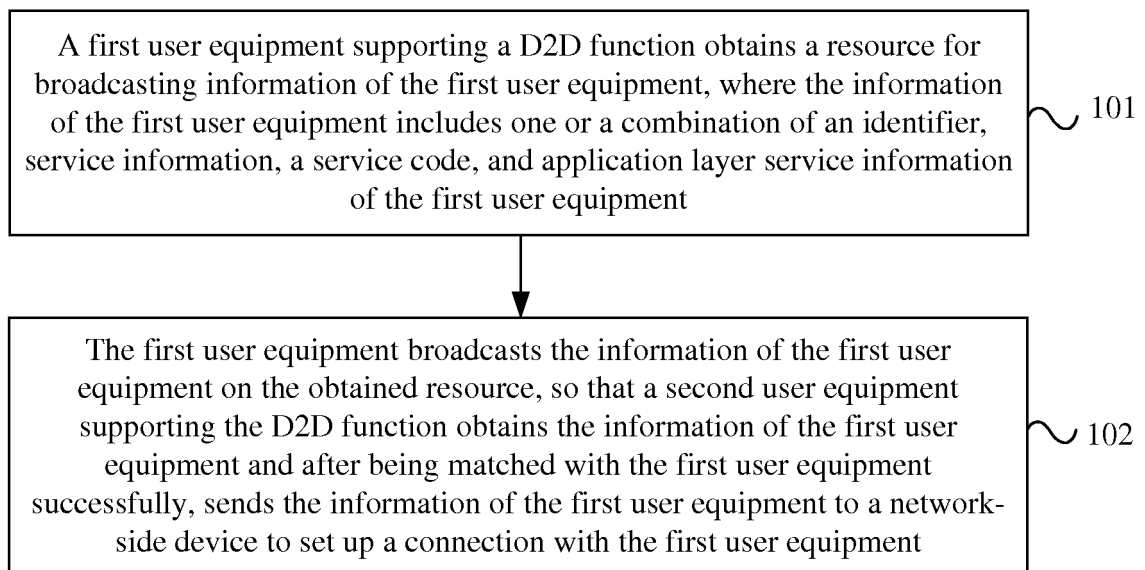 A first user equipment supporting a D2D function obtains a resource for
broadcasting information of the first user equipment, where the information
of the first user equipment includes one or a combination of an identifier,
service information, a service code, and application layer service information
of the first user equipment
101
The first user equipment broadcasts the information of the first user
equipment on the obtained resource, so that a second user equipment
supporting the D2D function obtains the information of the first user
equipment and after being matched with the first user equipment
successfully, sends the information of the first user equipment to a network-
side device to set up a connection with the first user equipment
102